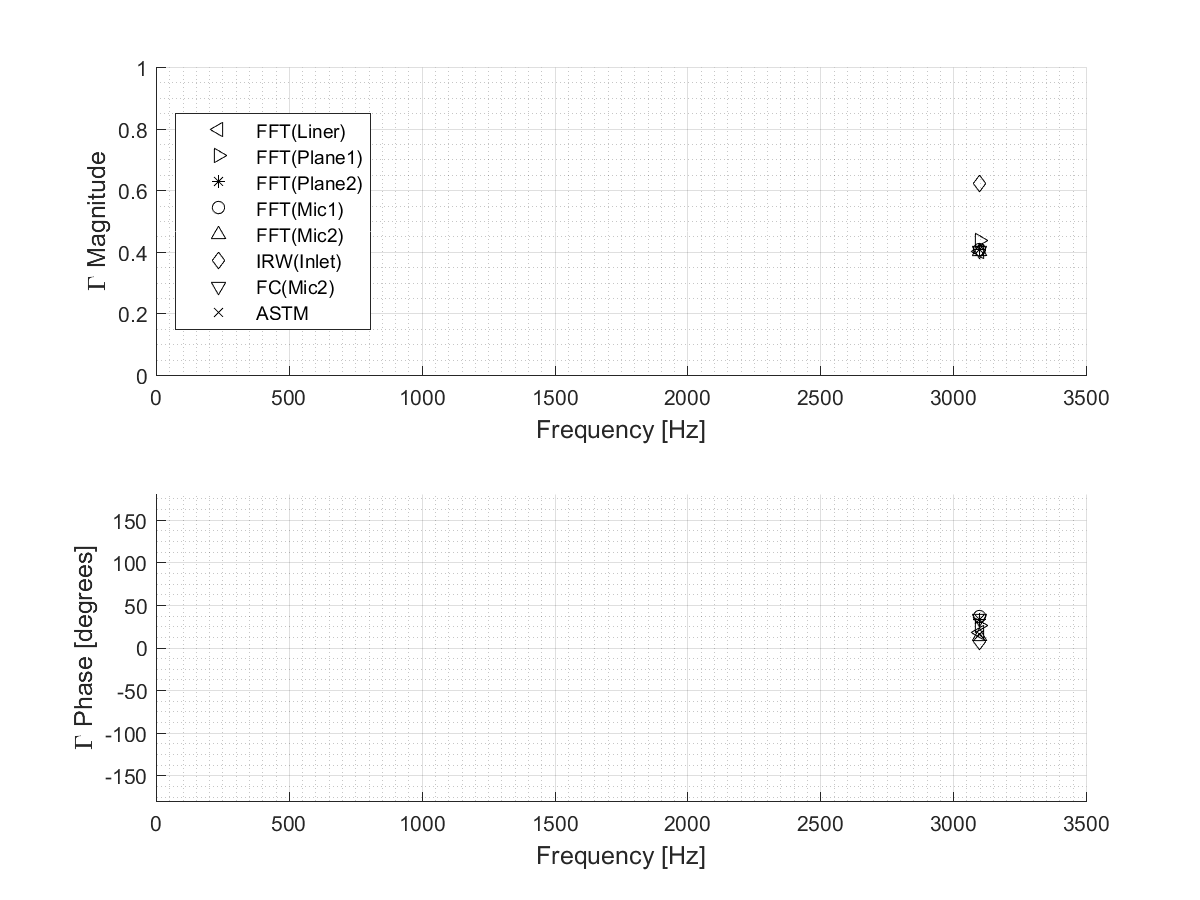 1
0.8
0.6
0.4
0.2
0
Γ Magnitude
FFT(Liner)
FFT(Plane1)
FFT(Plane2)
FFT(Mic1)
FFT(Mic2)
IRW(Inlet)
FC(Mic2)
ASTM
0 500 1000 1500 2000 2500 3000 3500
Frequency [Hz]
150
100
50
0
-50
-100
-150
Γ Phase [degrees]
0 500 1000 1500 2000 2500 3000 3500
Frequency [Hz]